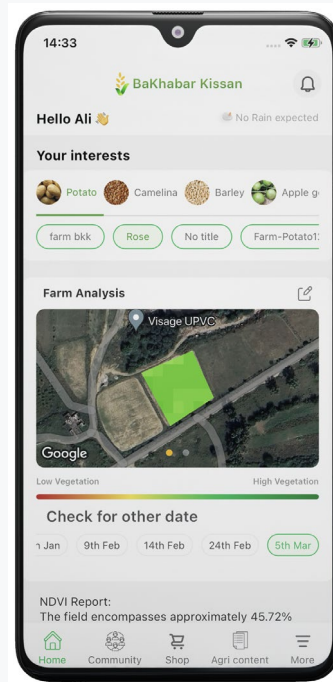 14:33
BaKhabar Kissan
Hello Ali 👋
No Rain expected
Your interests
Potato Camelina Barley Apple g
farm bkk Rose No title Farm-Potato1
Farm Analysis
Visage UPVC
Google
Low Vegetation High Vegetation
Check for other date
Jan 9th Feb 14th Feb 24th Feb 5th Mar
NDVI Report:
The field encompasses approximately 45.72%
Home Community Shop Agri content More